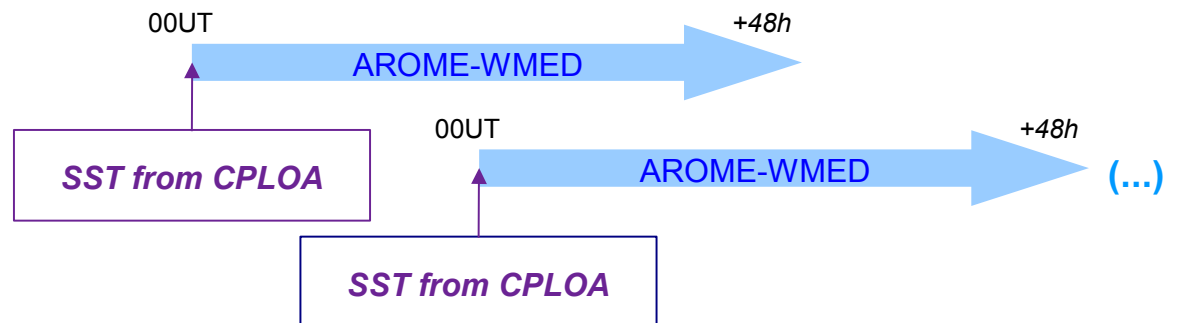 00UT +48h
AROME-WMED
SST from CPLOA
00UT +48h
AROME-WMED
(...)
SST from CPLOA